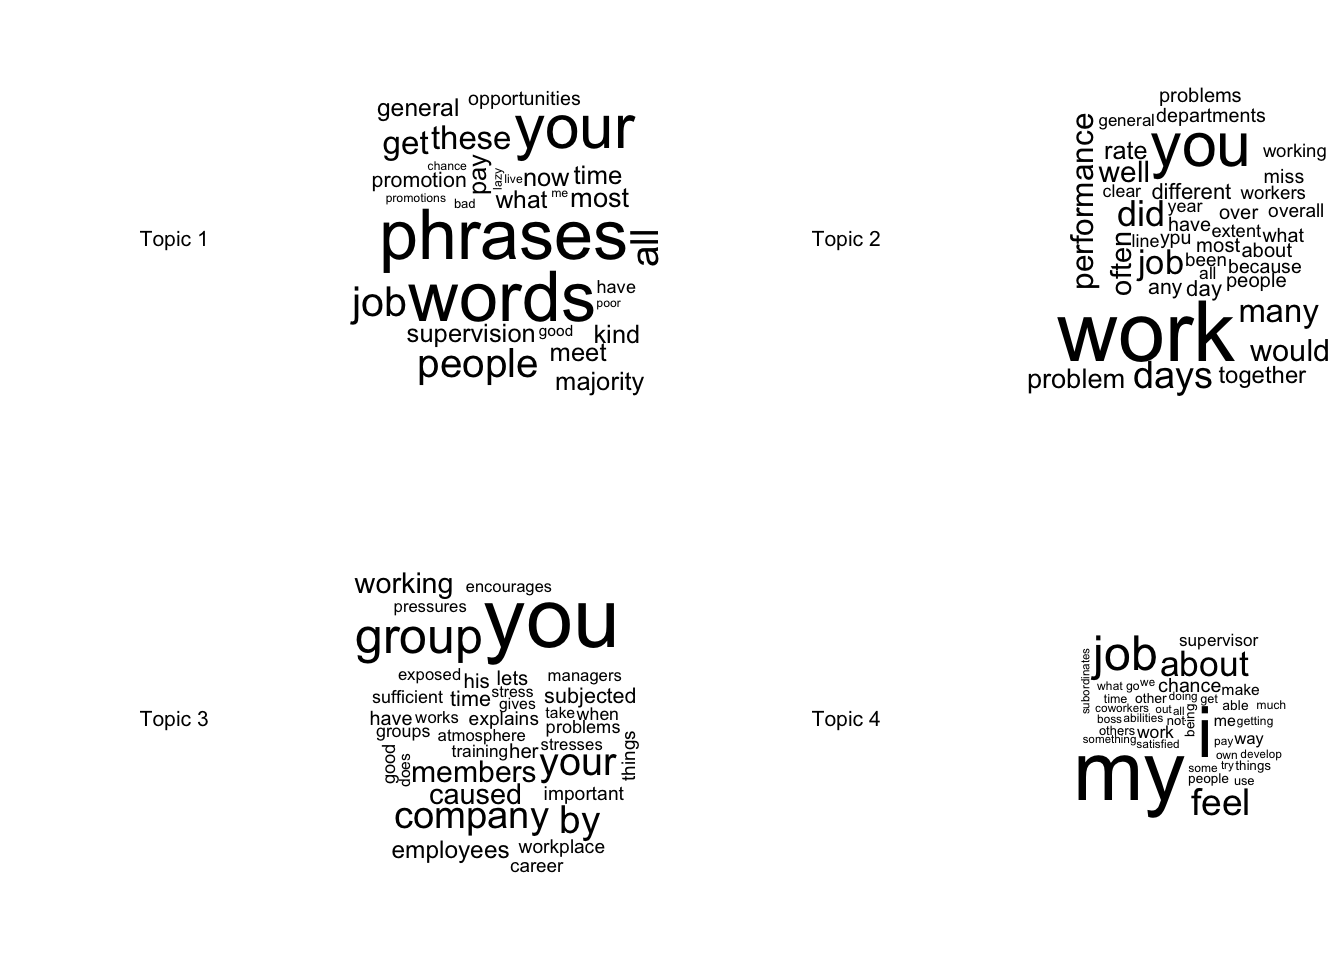 Topic 1
general opportunities
get these your
chance
promotion pay lazy live now time
promotions bad what me most
phrases all
job words have
poor
supervision good kind
people meet
majority
Topic 2
problems
performance general departments
rate you working
well miss
clear different workers
did year over overall
have extent what
often line ypu most about
job been all because
any day people
work many
would
problem days together
Topic 3
working encourages
pressures you
group
exposed his lets managers
sufficient time stress gives subjected
have works explains take when
groups atmosphere problems
training her stresses things
good does members your
caused important
company by
employees workplace
career
Topic 4
job supervisor
subordinates about
what go we chance make
time other doing get able much
coworkers out all being i
boss abilities not me getting
others work pay way
something satisfied own develop
my some try things
people use
feel